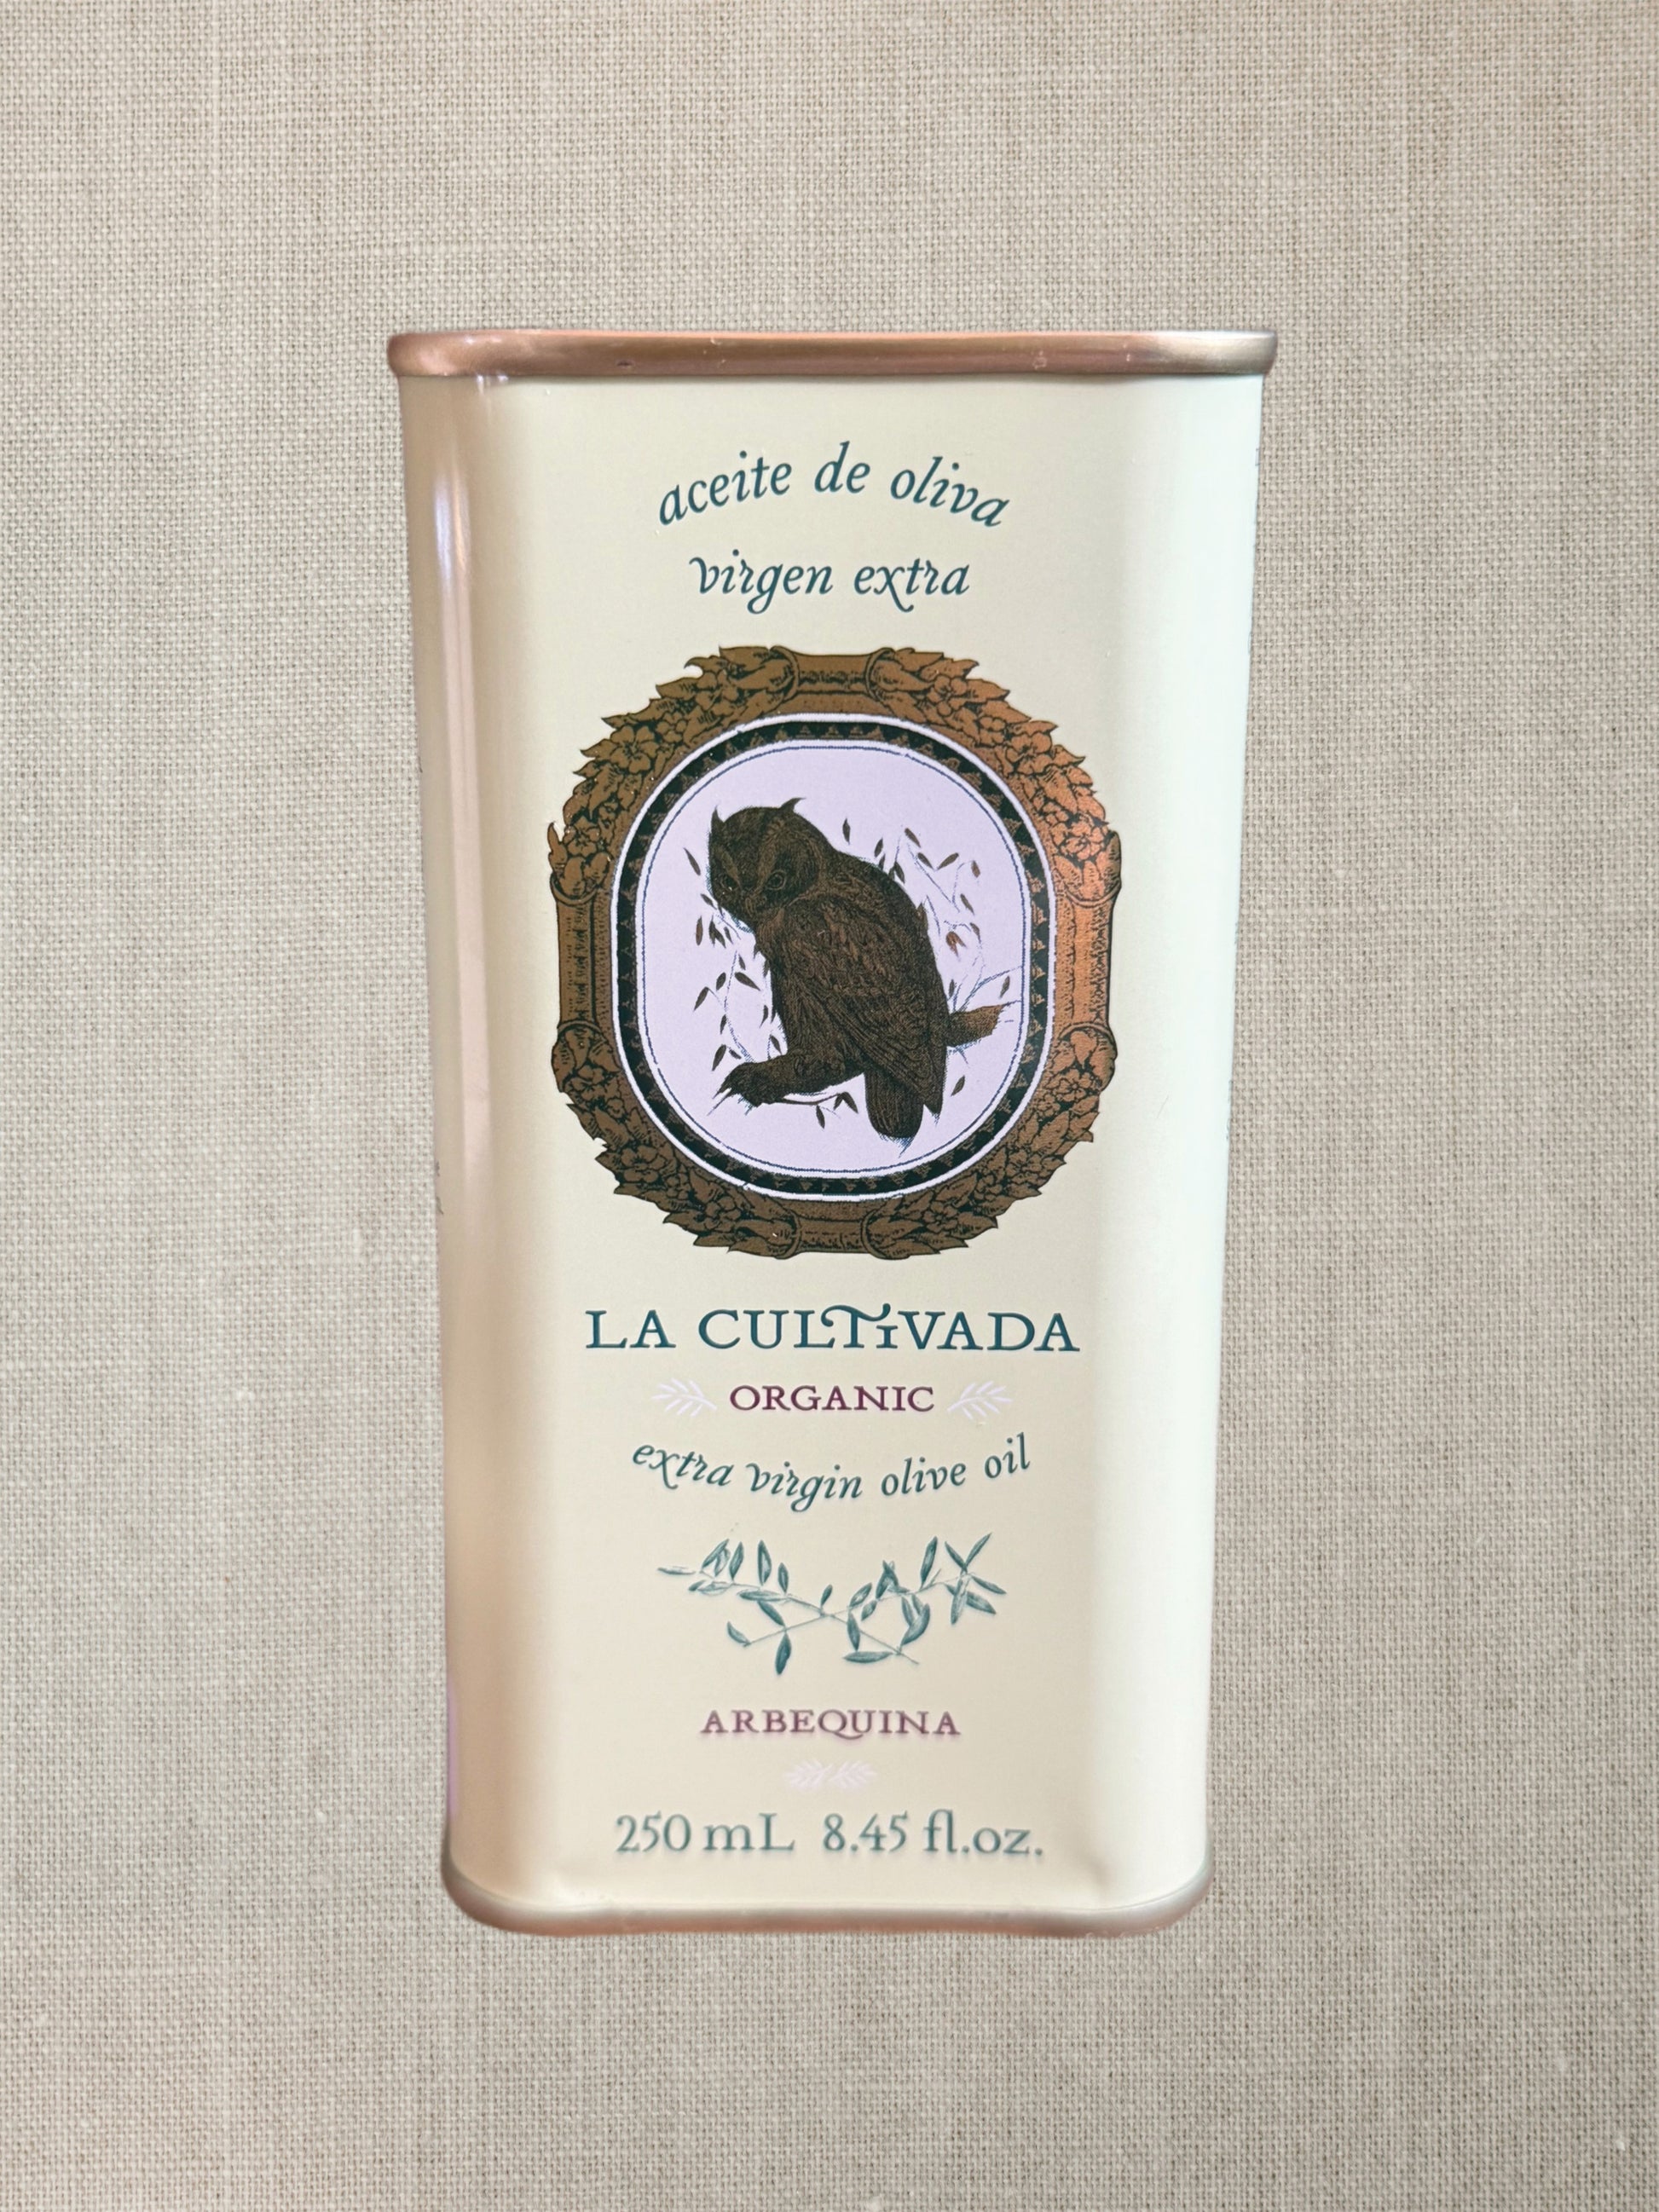 aceite de oliva
virgen extra
LA CULTiVADA
ORGANIC
extra virgin olive oil
ARBEQUINA
250 mL 8.45 fl.oz.